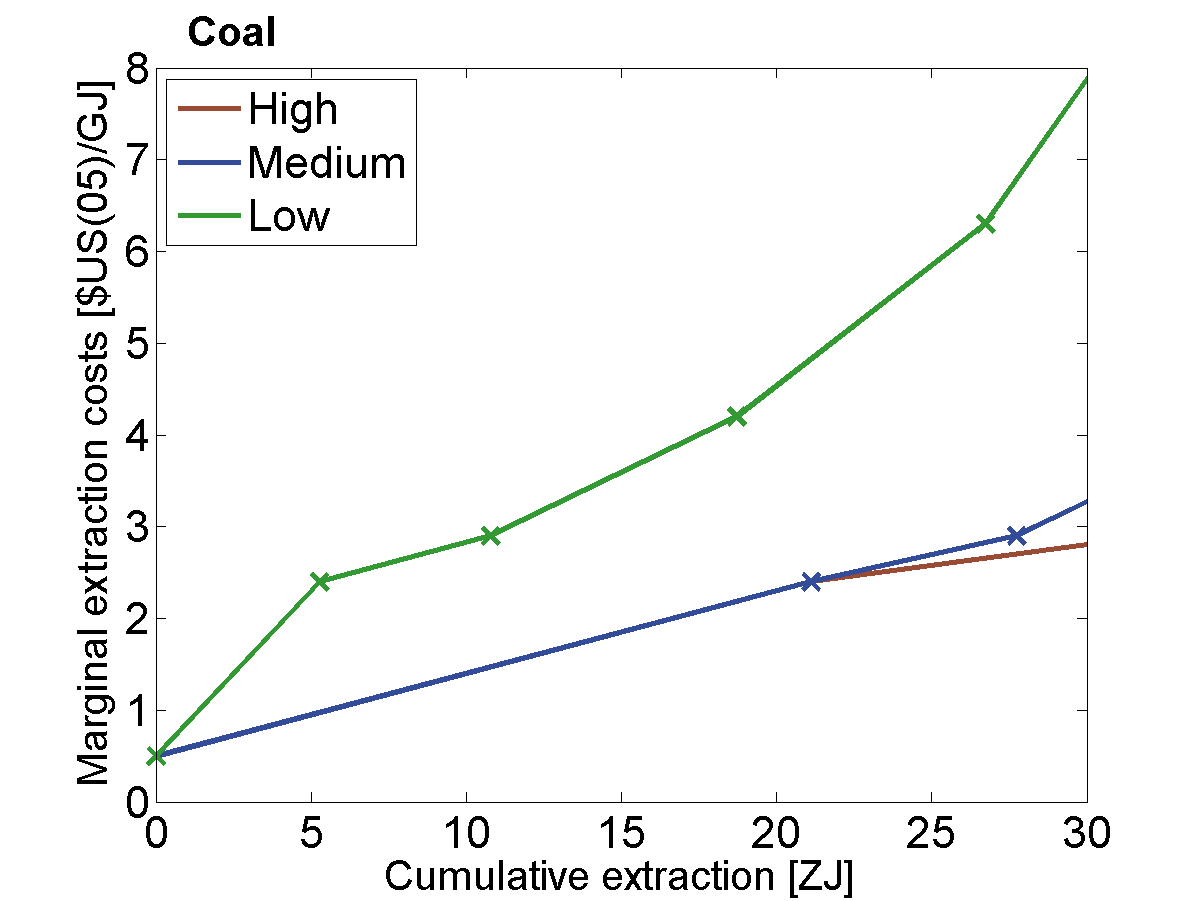 Coal
High
Medium
Low
Marginal extraction costs [$US(05)/GJ]
8
7
6
5
4
3
2
1
0
0 5 10 15 20 25 30
Cumulative extraction [ZJ]